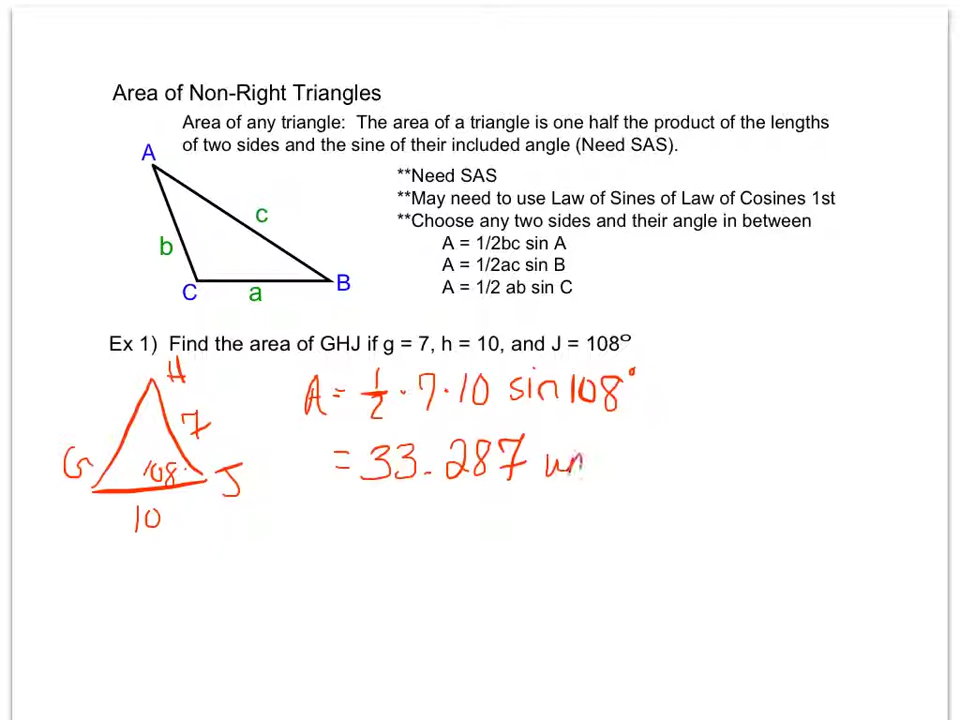 Area of Non-Right Triangles
Area of any triangle: The area of a triangle is one half the product of the lengths
of two sides and the sine of their included angle (Need SAS).
A
c
b
C
a
B
**Need SAS
**May need to use Law of Sines of Law of Cosines 1st
**Choose any two sides and their angle in between
A = 1/2bc sin A
A = 1/2ac sin B
A = 1/2 ab sin C
Ex 1) Find the area of GHJ if g = 7, h = 10, and J = 108°
H
7
G
108°
J
10
A = 1/2 · 7 · 10 sin 108°
= 33.287 un